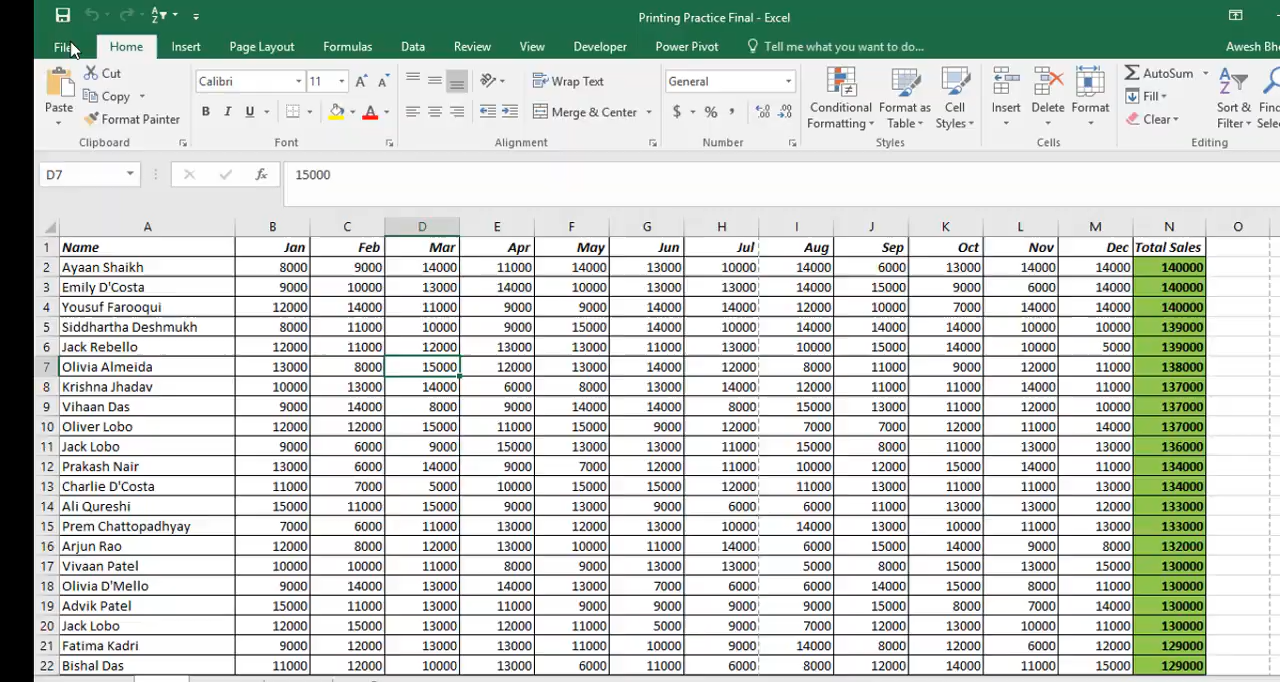 Printing Practice Final - Excel
File Home Insert Page Layout Formulas Data Review View Developer Power Pivot Tell me what you want to do... Awesh
Cut
Copy
Format Painter
Paste
Calibri 11
B I U
Wrap Text
Merge & Center
General
$ % ,
Conditional Formatting
Format as Table
Cell Styles
Insert Delete Format
AutoSum
Fill
Clear
Sort & Filter
Clipboard Font Alignment Number Styles Cells Editing
D7 fx 15000
A B C D E F G H I J K L M N O
1 Name Jan Feb Mar Apr May Jun Jul Aug Sep Oct Nov Dec Total Sales
2 Ayaan Shaikh 8000 9000 14000 11000 14000 13000 10000 14000 6000 13000 14000 14000 140000
3 Emily D'Costa 9000 10000 13000 14000 10000 13000 13000 14000 15000 9000 6000 14000 140000
4 Yousuf Farooqui 12000 14000 11000 9000 9000 14000 14000 12000 10000 7000 14000 14000 140000
5 Siddhartha Deshmukh 8000 11000 10000 9000 15000 14000 10000 14000 14000 14000 10000 10000 139000
6 Jack Rebello 12000 11000 12000 13000 13000 11000 13000 10000 15000 14000 10000 5000 139000
7 Olivia Almeida 13000 8000 15000 12000 13000 14000 12000 8000 11000 9000 12000 11000 138000
8 Krishna Jhadav 10000 13000 14000 6000 8000 13000 14000 12000 11000 11000 14000 11000 137000
9 Vihaan Das 9000 14000 8000 9000 14000 14000 8000 15000 13000 11000 12000 10000 137000
10 Oliver Lobo 12000 12000 15000 11000 15000 9000 12000 7000 7000 12000 11000 14000 137000
11 Jack Lobo 9000 6000 9000 15000 13000 13000 11000 15000 8000 11000 13000 13000 136000
12 Prakash Nair 13000 6000 14000 9000 7000 12000 11000 10000 12000 15000 14000 11000 134000
13 Charlie D'Costa 11000 7000 5000 10000 15000 15000 12000 11000 13000 11000 13000 11000 134000
14 Ali Qureshi 15000 11000 15000 9000 13000 9000 6000 6000 11000 13000 13000 12000 133000
15 Prem Chattopadhyay 7000 6000 11000 13000 12000 13000 10000 14000 13000 10000 11000 13000 133000
16 Arjun Rao 12000 8000 12000 13000 10000 11000 14000 6000 15000 14000 9000 8000 132000
17 Vivaan Patel 10000 10000 11000 8000 9000 13000 13000 5000 8000 15000 13000 15000 130000
18 Olivia D'Mello 9000 14000 13000 14000 13000 7000 6000 6000 14000 15000 8000 11000 130000
19 Advik Patel 15000 11000 13000 11000 9000 9000 9000 9000 15000 8000 7000 14000 130000
20 Jack Lobo 12000 15000 13000 12000 11000 5000 9000 7000 12000 13000 10000 11000 130000
21 Fatima Kadri 9000 12000 13000 13000 11000 10000 9000 14000 8000 12000 6000 12000 129000
22 Bishal Das 11000 12000 10000 13000 6000 11000 6000 8000 12000 14000 11000 15000 129000